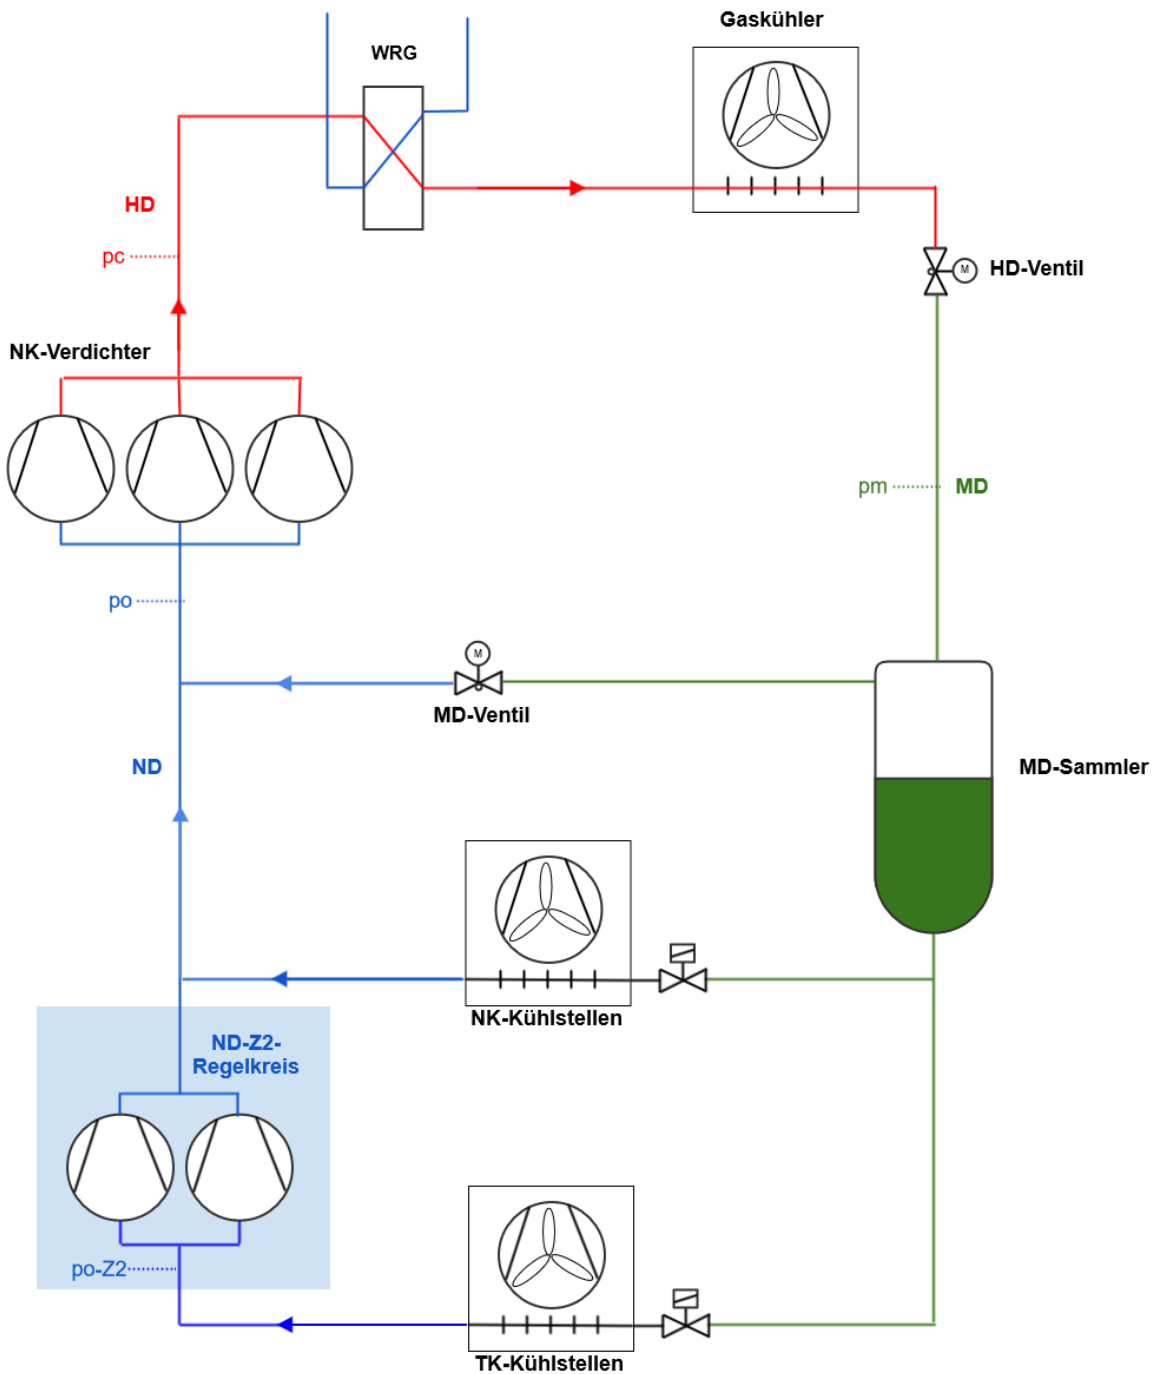 Gaskühler
WRG
HD
pc
M
HD-Ventil
NK-Verdichter
pm
MD
po
M
MD-Ventil
ND
MD-Sammler
NK-Kühlstellen
ND-Z2-
Regelkreis
po-Z2
TK-Kühlstellen